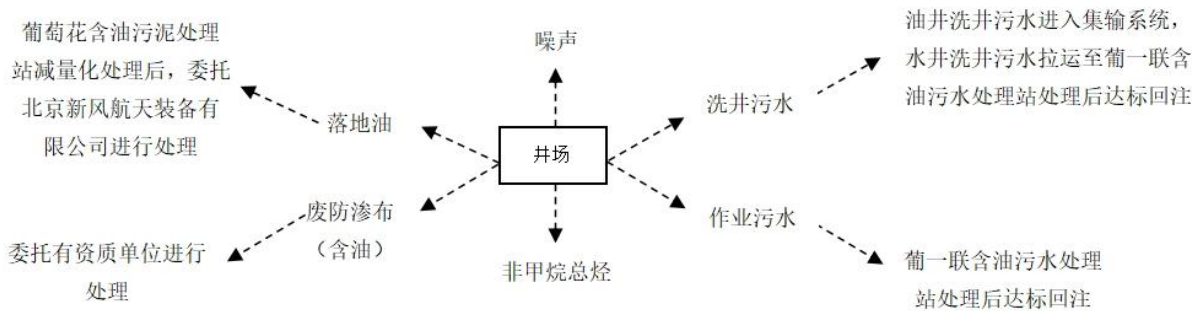 葡萄花含油污泥处理
站减量化处理后，委托
北京新风航天装备有
限公司进行处理
落地油
噪声
油井洗井污水进入集输系统，
水井洗井污水拉运至葡一联含
油污水处理站处理后达标回注
洗井污水
井场
废防渗布
（含油）
委托有资质单位进行
处理
非甲烷总烃
作业污水
葡一联含油污水处理
站处理后达标回注